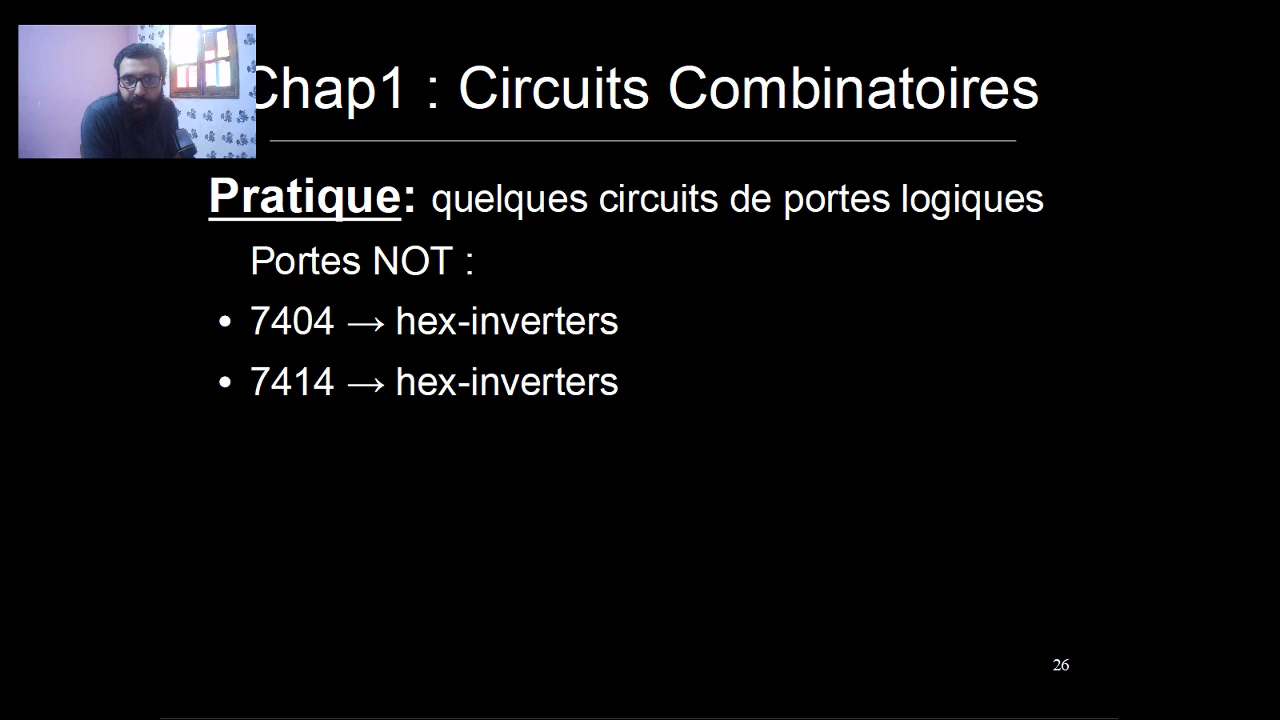 Chap1 : Circuits Combinatoires
Pratique: quelques circuits de portes logiques
Portes NOT :
• 7404 → hex-inverters
• 7414 → hex-inverters
26